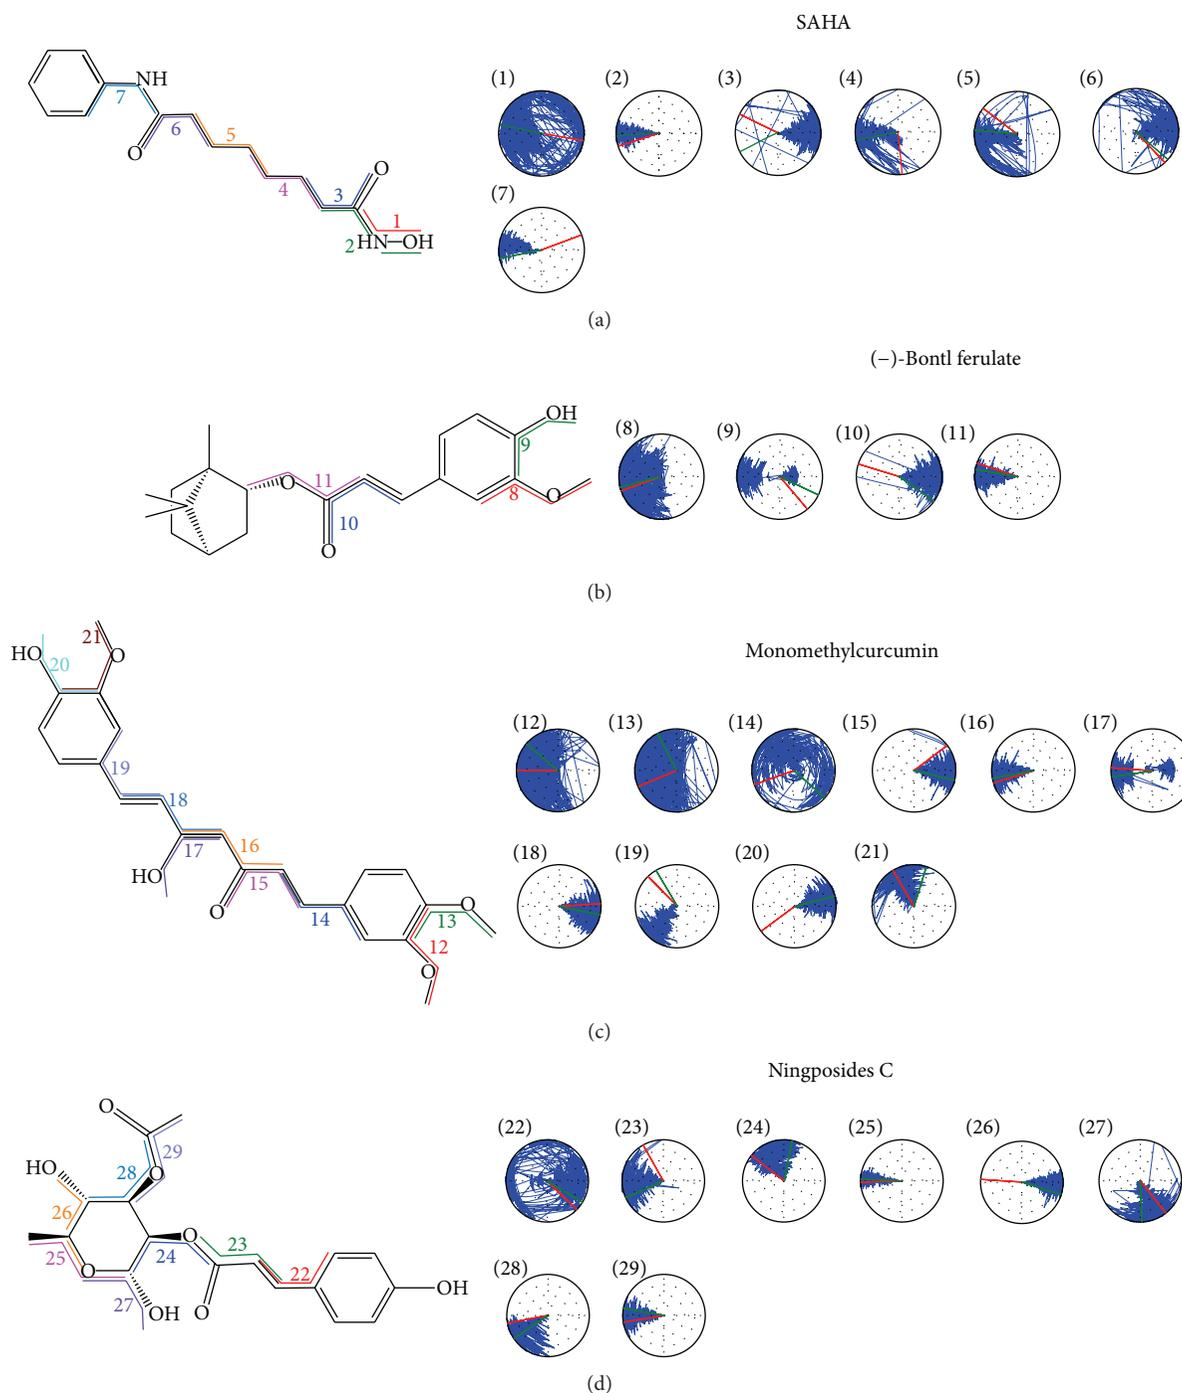 SAHA
(1) (2) (3) (4) (5) (6)
NH
7
6
5
O
O
4
3
1
2 HN OH
(7)
(a)
(−)-Bontl ferulate
(8) (9) (10) (11)
OH
9
O
11
8
O
10
O
(b)
Monomethylcurcumin
21
HO
O
20
(12) (13) (14) (15) (16) (17)
19
18
17
16
HO
15
O
14
O
13
12
O
(18) (19) (20) (21)
(c)
Ningposides C
O
29
HO
28
O
26
O
23
25
24
O
22
27
OH
O
OH
(22) (23) (24) (25) (26) (27)
(28) (29)
(d)